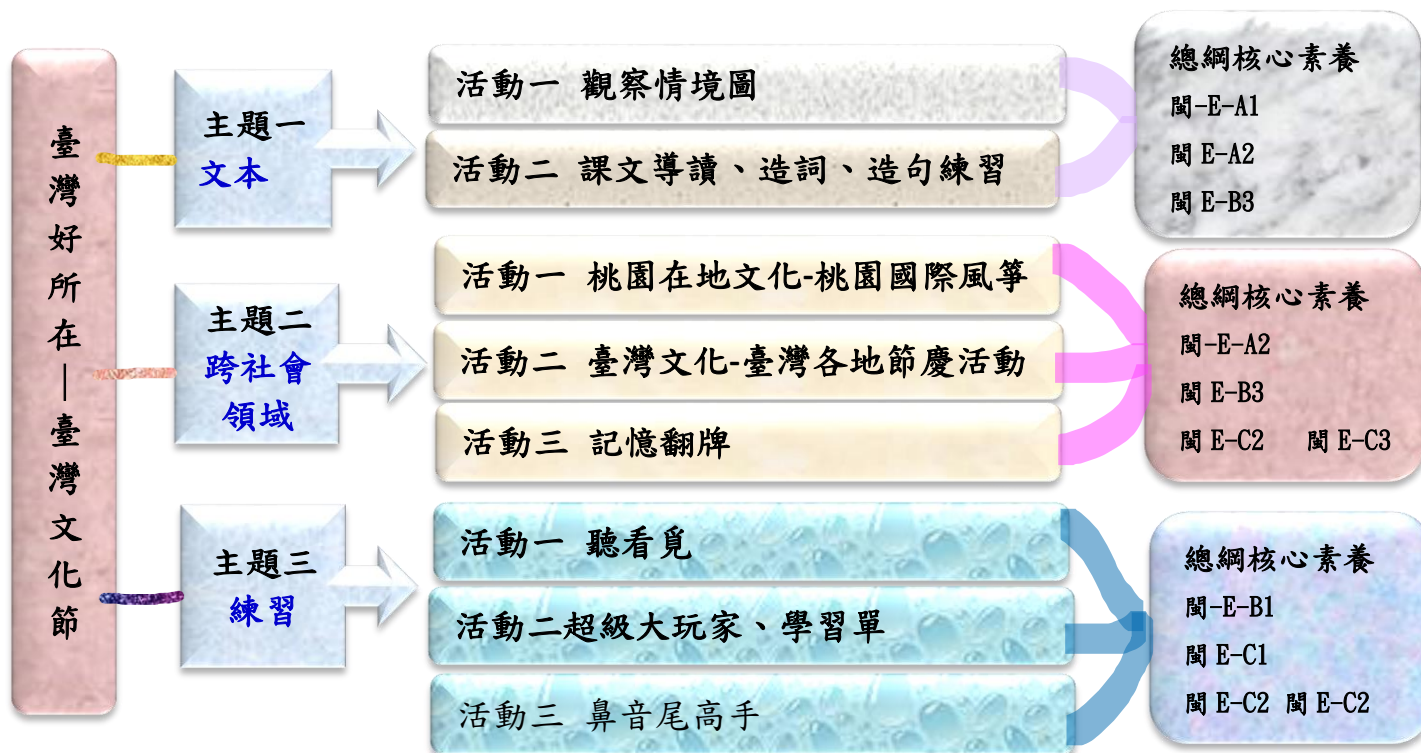 臺灣好所在－臺灣文化節
主題一
文本
活動一 觀察情境圖
活動二 課文導讀、造詞、造句練習
總綱核心素養
閩-E-A1
閩 E-A2
閩 E-B3
主題二
跨社會
領域
活動一 桃園在地文化-桃園國際風箏
活動二 臺灣文化-臺灣各地節慶活動
活動三 記憶翻牌
總綱核心素養
閩-E-A2
閩 E-B3
閩 E-C2 閩 E-C3
主題三
練習
活動一 聽看覓
活動二超級大玩家、學習單
活動三 鼻音尾高手
總綱核心素養
閩-E-B1
閩 E-C1
閩 E-C2 閩 E-C2